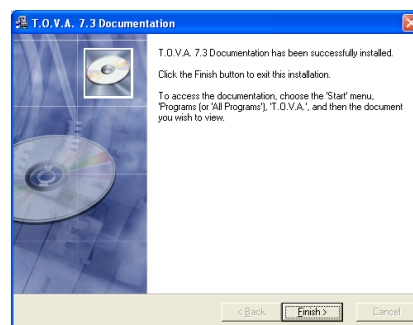 T.O.V.A. 7.3 Documentation
T.O.V.A. 7.3 Documentation has been successfully installed.
Click the Finish button to exit this installation.
To access the documentation, choose the 'Start' menu,
'Programs (or 'All Programs'), 'T.O.V.A.', and then the document
you wish to view.
< Back
Finish >
Cancel